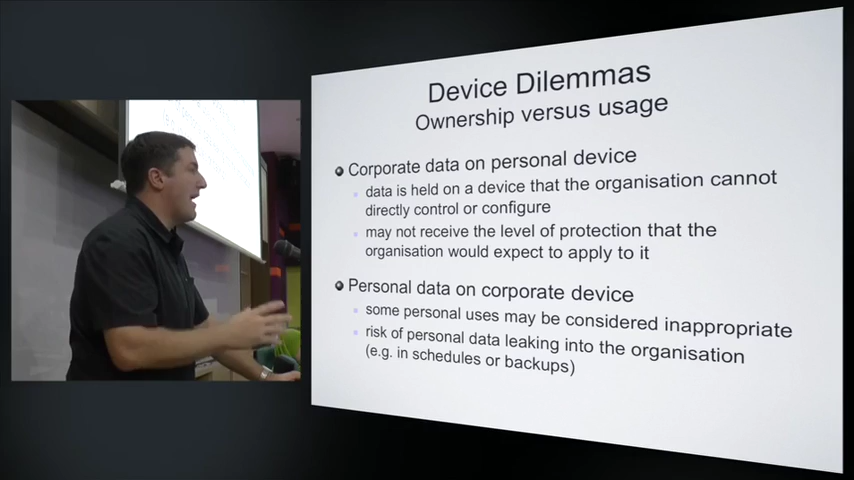 Device Dilemmas
Ownership versus usage
Corporate data on personal device
data is held on a device that the organisation cannot
directly control or configure
may not receive the level of protection that the
organisation would expect to apply to it
Personal data on corporate device
some personal uses may be considered inappropriate
risk of personal data leaking into the organisation
(e.g. in schedules or backups)